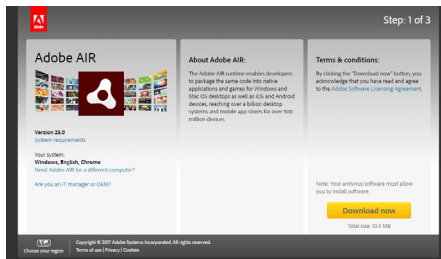 Adobe
Step: 1 of 3
Adobe AIR
Version 25.0
System requirements
Your system:
Windows, English, Chrome
Need Adobe AIR for a different computer?
Are you an IT manager or OEM?
About Adobe AIR:
The Adobe AIR runtime enables developers
to package the same code into native
applications and games for Windows and
Mac OS desktops as well as iOS and Android
devices, reaching over a billion desktop
systems and mobile app stores for over 500
million devices.
Terms & conditions:
By clicking the "Download now" button, you
acknowledge that you have read and agree
to the Adobe Software Licensing Agreement.
Note: Your antivirus software must allow
you to install software.
Download now
Total size: 19.4 MB
Choose your region
Copyright © 2017 Adobe Systems Incorporated. All rights reserved.
Terms of use | Privacy | Cookies